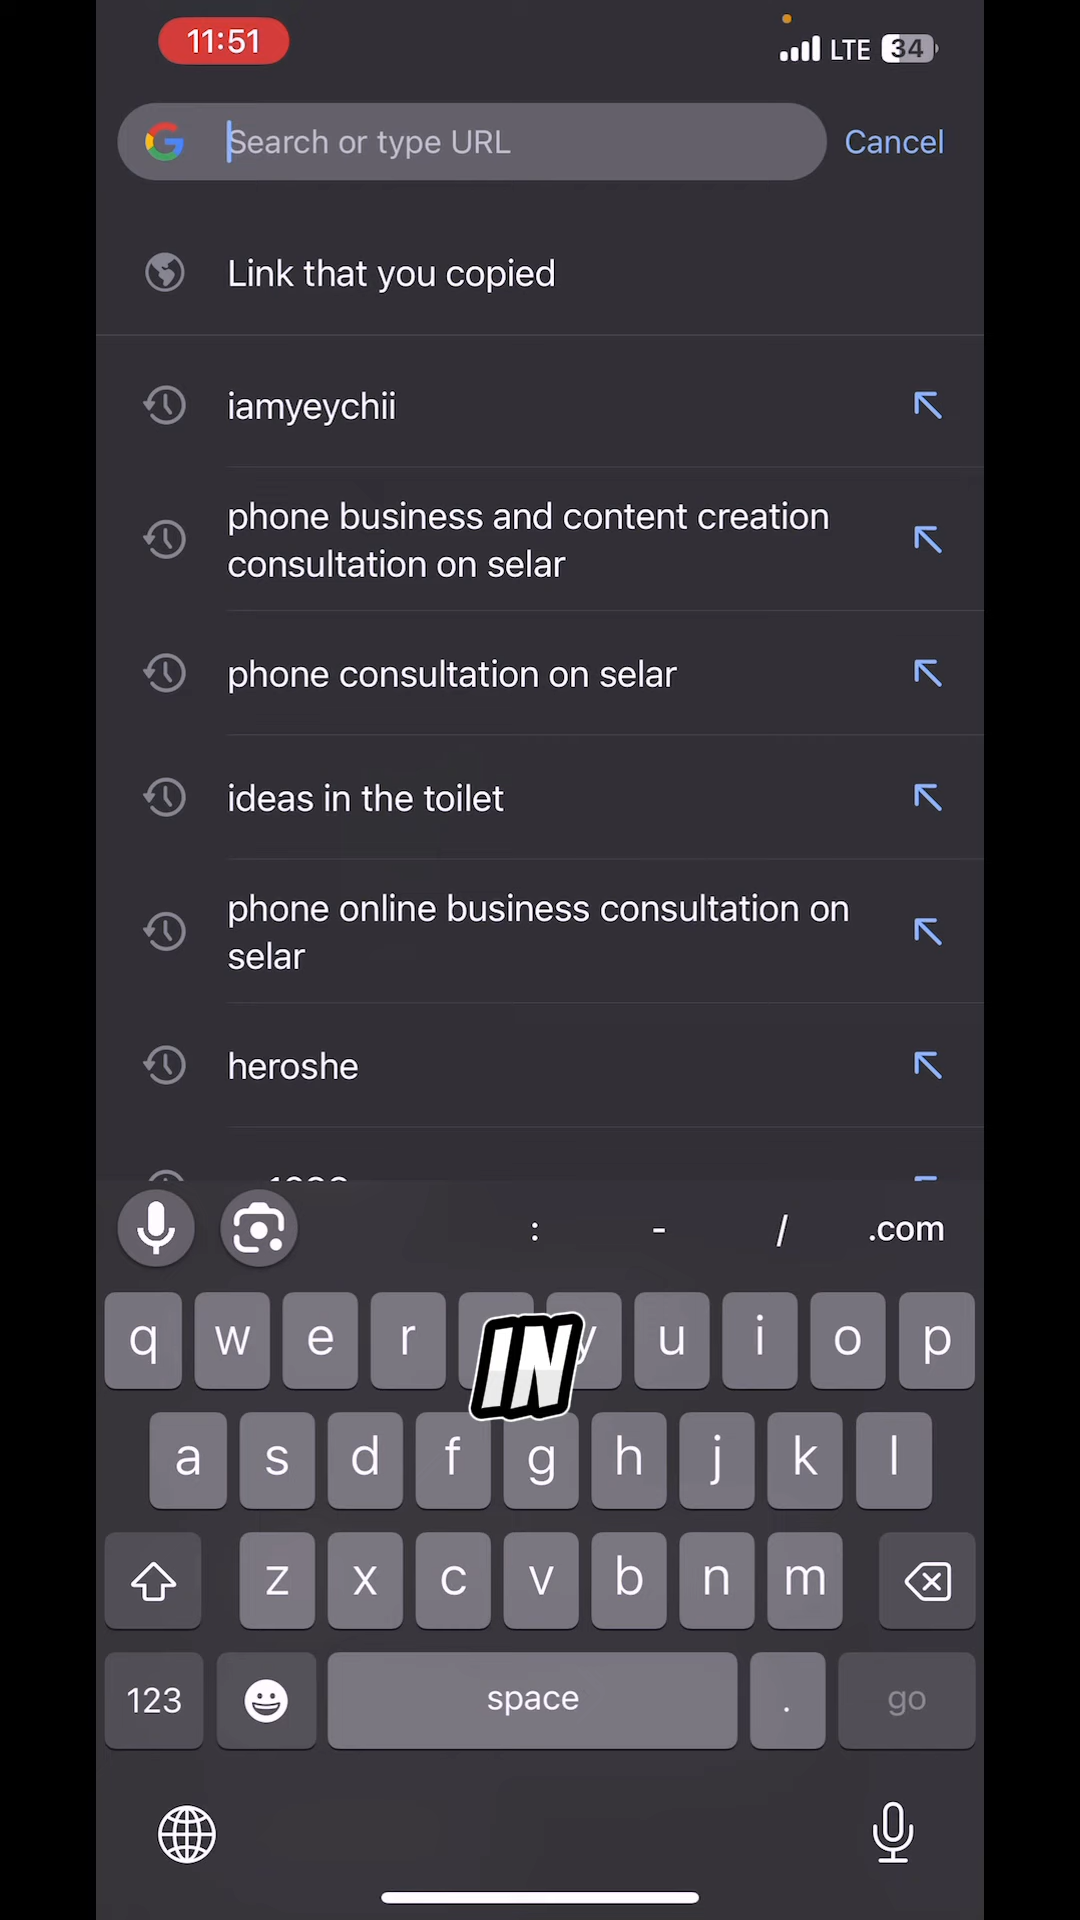 11:51
LTE 34
Search or type URL
Cancel
Link that you copied
iamyeychii
phone business and content creation
consultation on selar
phone consultation on selar
ideas in the toilet
phone online business consultation on
selar
heroshe
: - / .com
q w e r y u i o p
IN
a s d f g h j k l
z x c v b n m
123 space . go